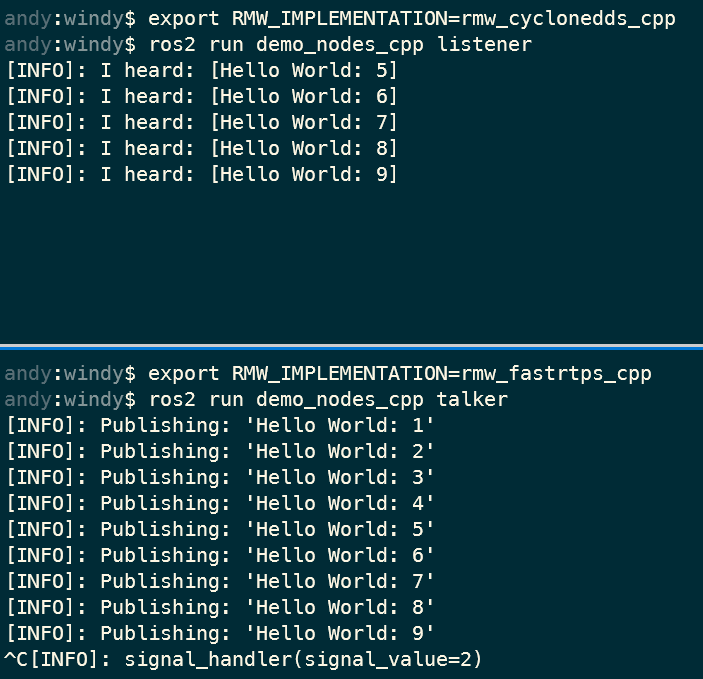 andy:windy$ export RMW_IMPLEMENTATION=rmw_cyclonedds_cpp
andy:windy$ ros2 run demo_nodes_cpp listener
[INFO]: I heard: [Hello World: 5]
[INFO]: I heard: [Hello World: 6]
[INFO]: I heard: [Hello World: 7]
[INFO]: I heard: [Hello World: 8]
[INFO]: I heard: [Hello World: 9]
andy:windy$ export RMW_IMPLEMENTATION=rmw_fastrtps_cpp
andy:windy$ ros2 run demo_nodes_cpp talker
[INFO]: Publishing: 'Hello World: 1'
[INFO]: Publishing: 'Hello World: 2'
[INFO]: Publishing: 'Hello World: 3'
[INFO]: Publishing: 'Hello World: 4'
[INFO]: Publishing: 'Hello World: 5'
[INFO]: Publishing: 'Hello World: 6'
[INFO]: Publishing: 'Hello World: 7'
[INFO]: Publishing: 'Hello World: 8'
[INFO]: Publishing: 'Hello World: 9'
^C[INFO]: signal_handler(signal_value=2)